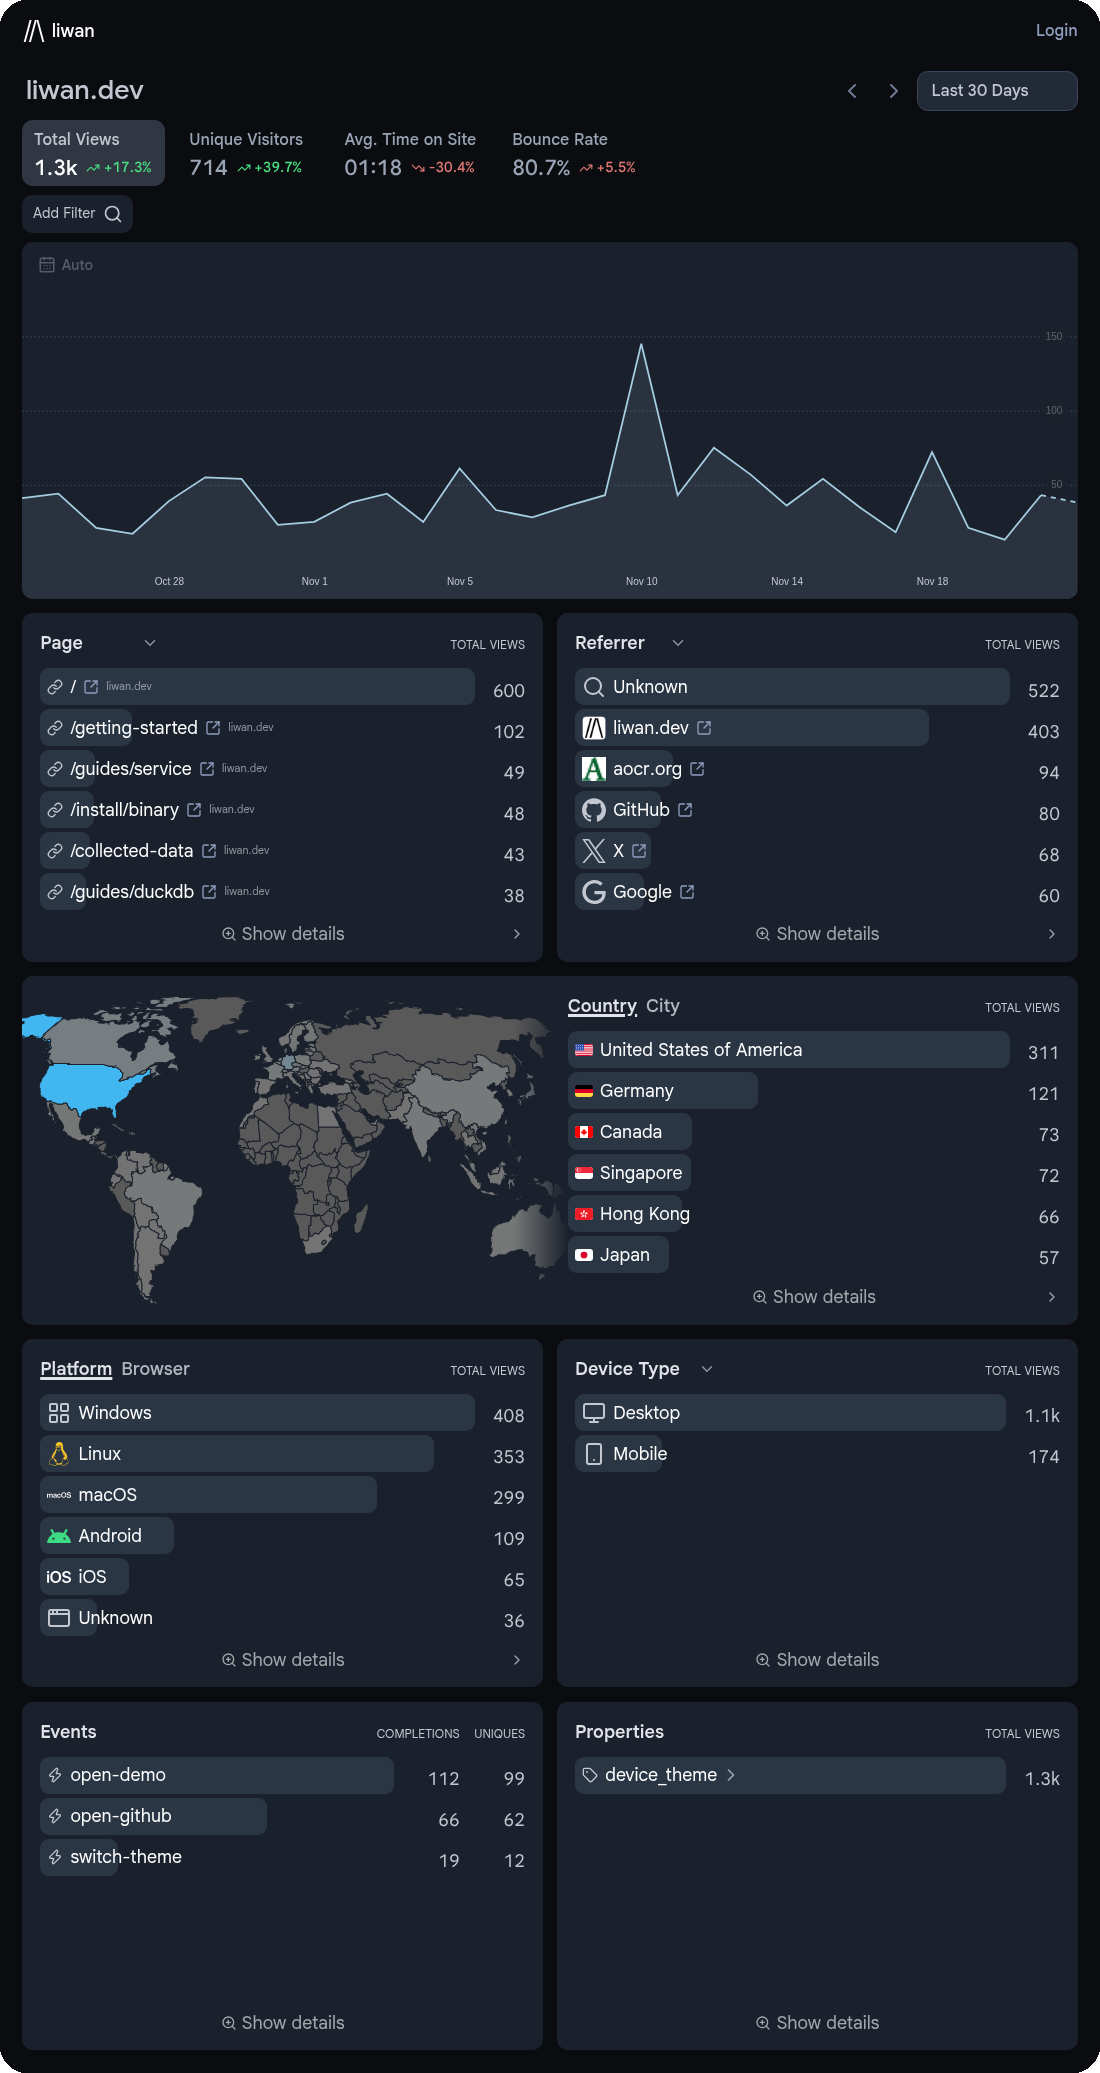 liwan
Login
liwan.dev
Last 30 Days
Total Views
1.3k +17.3%
Unique Visitors
714 +39.7%
Avg. Time on Site
01:18 -30.4%
Bounce Rate
80.7% +5.5%
Add Filter
Auto
150
100
50
Oct 28 Nov 1 Nov 5 Nov 10 Nov 14 Nov 18
Page TOTAL VIEWS
/ liwan.dev 600
/getting-started liwan.dev 102
/guides/service liwan.dev 49
/install/binary liwan.dev 48
/collected-data liwan.dev 43
/guides/duckdb liwan.dev 38
Show details
Referrer TOTAL VIEWS
Unknown 522
liwan.dev 403
A aocr.org 94
GitHub 80
X 68
Google 60
Show details
Country City TOTAL VIEWS
United States of America 311
Germany 121
Canada 73
Singapore 72
Hong Kong 66
Japan 57
Show details
Platform Browser TOTAL VIEWS
Windows 408
Linux 353
macOS macOS 299
Android 109
iOS iOS 65
Unknown 36
Show details
Device Type TOTAL VIEWS
Desktop 1.1k
Mobile 174
Show details
Events COMPLETIONS UNIQUES
open-demo 112 99
open-github 66 62
switch-theme 19 12
Show details
Properties TOTAL VIEWS
device_theme 1.3k
Show details